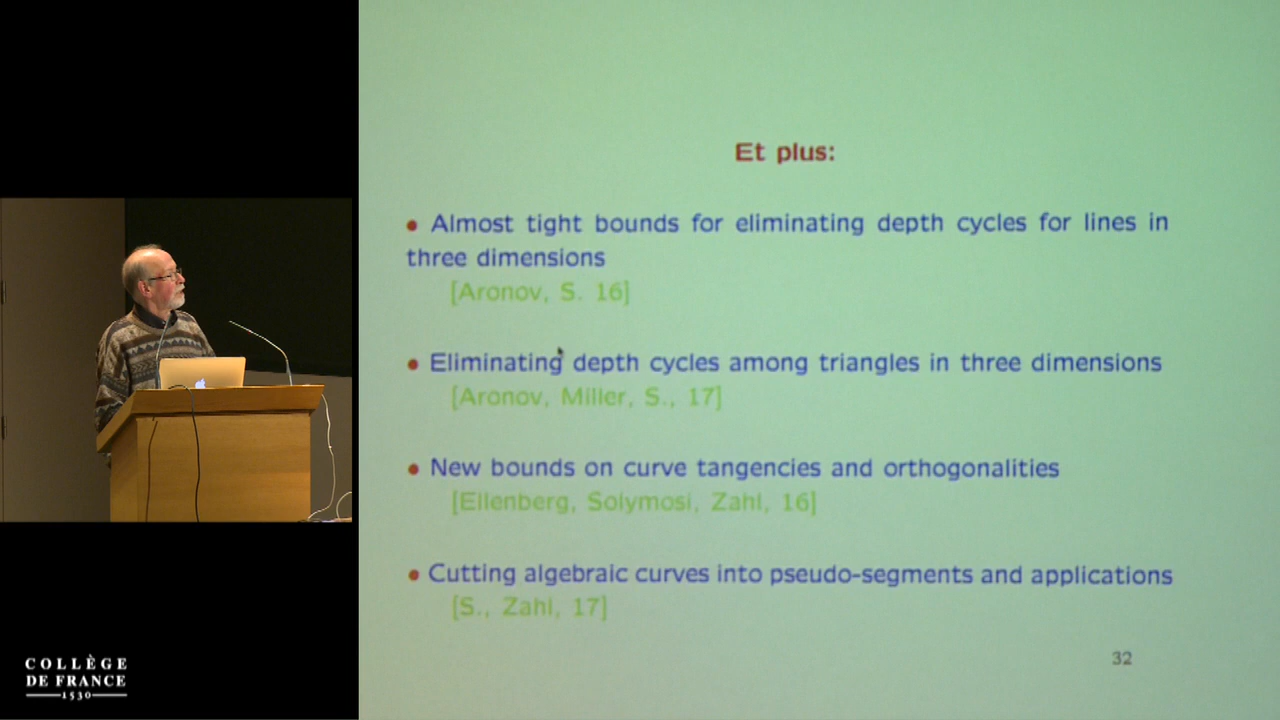 Et plus:
• Almost tight bounds for eliminating depth cycles for lines in
three dimensions
[Aronov, S. 16]
• Eliminating depth cycles among triangles in three dimensions
[Aronov, Miller, S., 17]
• New bounds on curve tangencies and orthogonalities
[Ellenberg, Solymosi, Zahl, 16]
• Cutting algebraic curves into pseudo-segments and applications
[S., Zahl, 17]
32
COLLÈGE
DE FRANCE
1530